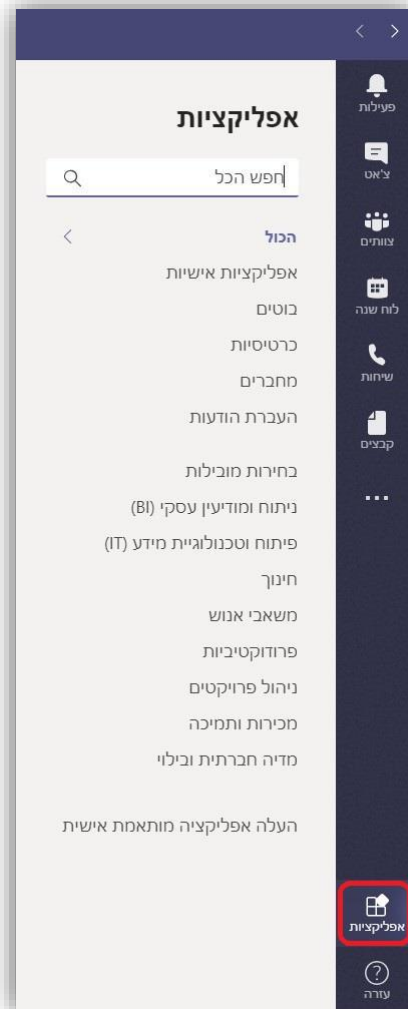 פעילות
צ'אט
צוותים
לוח שנה
שיחות
קבצים
אפליקציות
עזרה
אפליקציות
חפש הכל
הכול
אפליקציות אישיות
בוטים
כרטיסיות
מחברים
העברת הודעות
בחירות מובילות
ניתוח ומודיעין עסקי (BI)
פיתוח וטכנולוגיית מידע (IT)
חינוך
משאבי אנוש
פרודוקטיביות
ניהול פרויקטים
מכירות ותמיכה
מדיה חברתית ובילוי
העלה אפליקציה מותאמת אישית